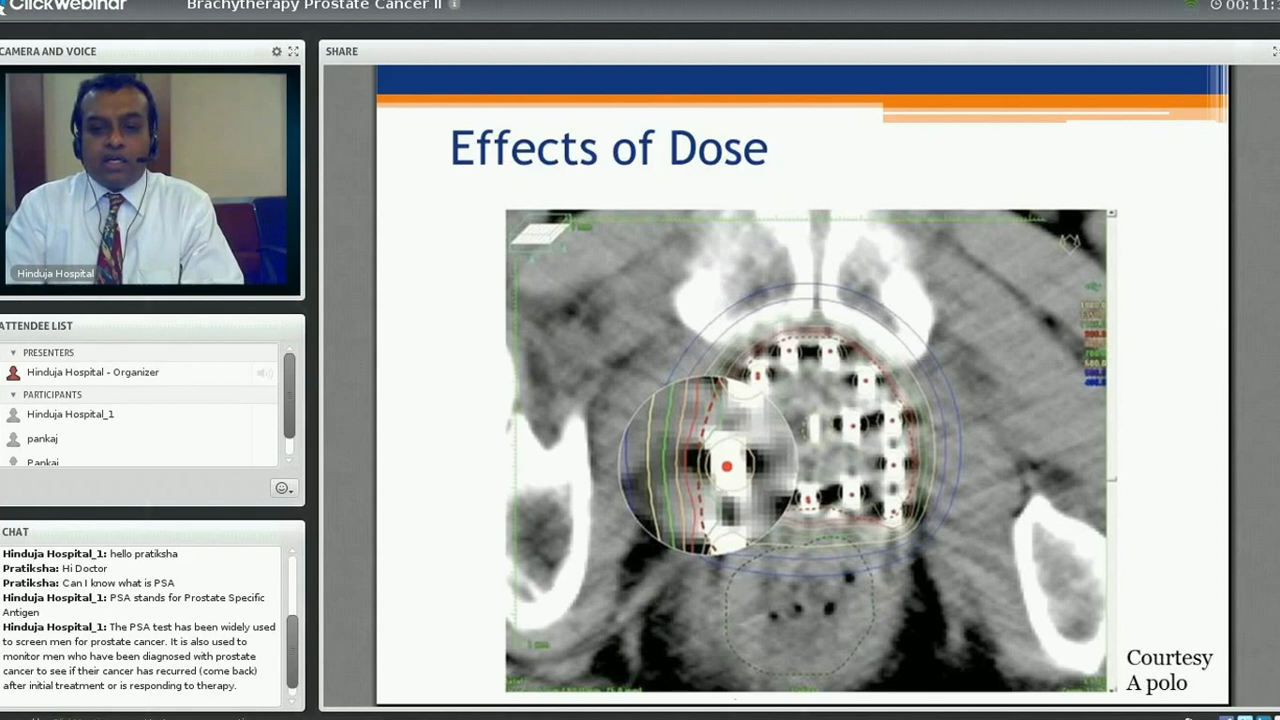 ClickWebinar
Brachytherapy Prostate Cancer II
00:11:
CAMERA AND VOICE
Hinduja Hospital
ATTENDEE LIST
PRESENTERS
Hinduja Hospital - Organizer
PARTICIPANTS
Hinduja Hospital_1
pankaj
Pankaj
CHAT
Hinduja Hospital_1: hello pratiksha
Pratiksha: Hi Doctor
Pratiksha: Can I know what is PSA
Hinduja Hospital_1: PSA stands for Prostate Specific
Antigen
Hinduja Hospital_1: The PSA test has been widely used
to screen men for prostate cancer. It is also used to
monitor men who have been diagnosed with prostate
cancer to see if their cancer has recurred (come back)
after initial treatment or is responding to therapy.
SHARE
Effects of Dose
Courtesy
A polo